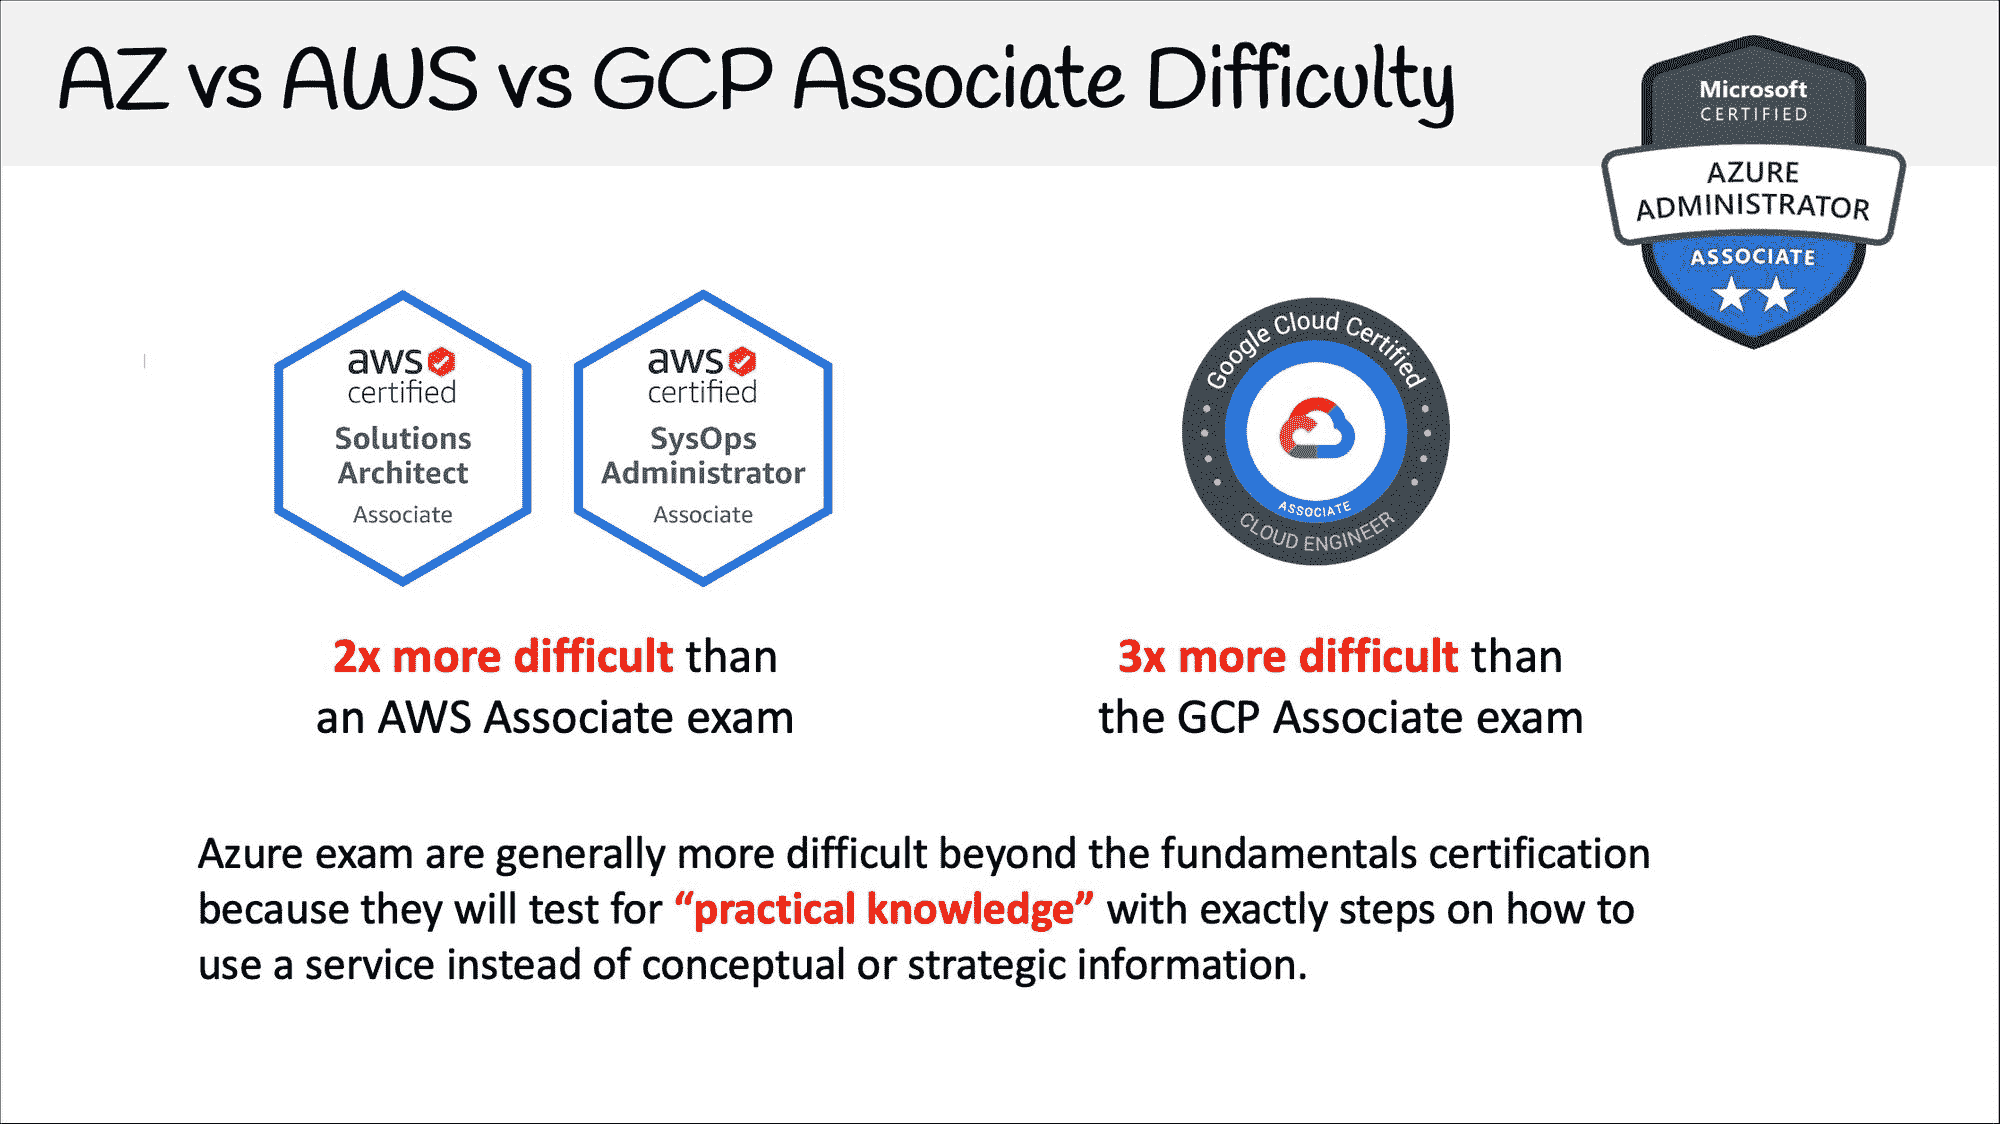 AZ vs AWS vs GCP Associate Difficulty
Microsoft
CERTIFIED
AZURE
ADMINISTRATOR
ASSOCIATE
aws
certified
Solutions
Architect
Associate
aws
certified
SysOps
Administrator
Associate
Google Cloud Certified
ASSOCIATE
CLOUD ENGINEER
2x more difficult than
an AWS Associate exam
3x more difficult than
the GCP Associate exam
Azure exam are generally more difficult beyond the fundamentals certification
because they will test for “practical knowledge” with exactly steps on how to
use a service instead of conceptual or strategic information.